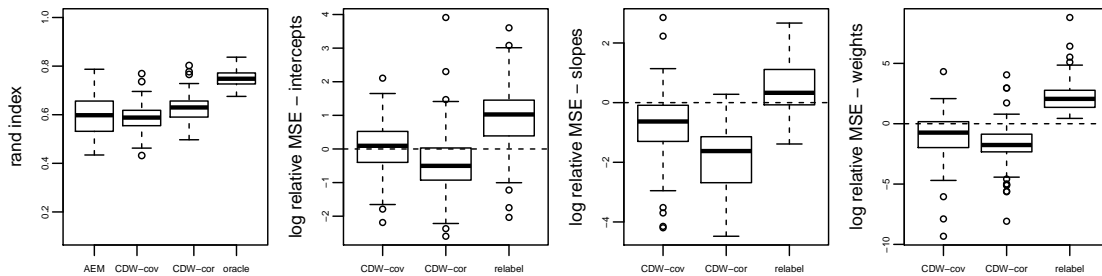 rand index
1.0
0.8
0.6
0.4
0.2
AEM CDW-cov CDW-cor oracle
log relative MSE – intercepts
4
3
2
1
0
−1
−2
CDW-cov CDW-cor relabel
log relative MSE – slopes
2
0
−2
−4
CDW-cov CDW-cor relabel
log relative MSE – weights
5
0
−5
−10
CDW-cov CDW-cor relabel